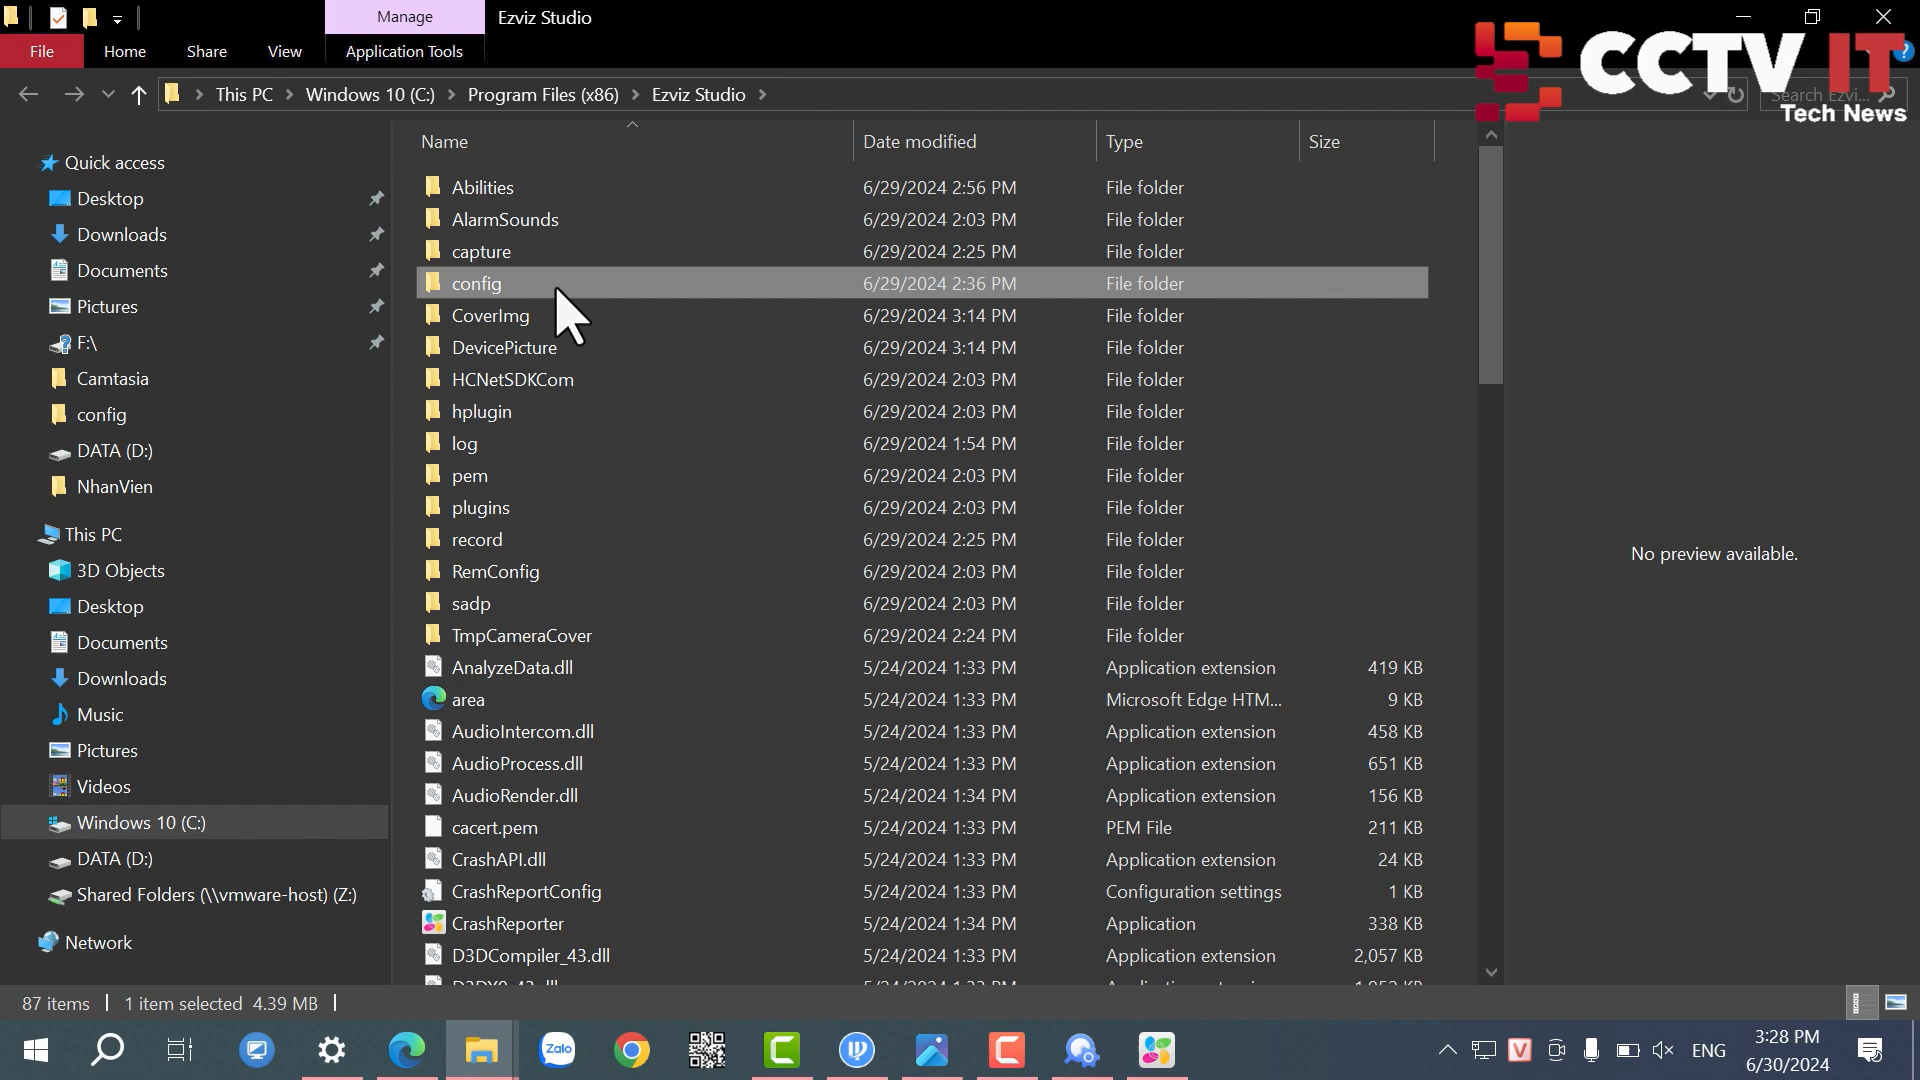 Manage
Ezviz Studio
File
Home
Share
View
Application Tools
This PC
Windows 10 (C:)
Program Files (x86)
Ezviz Studio
Search Ezvi...
CCTV IT
Tech News
Name
Date modified
Type
Size
Quick access
Desktop
Downloads
Documents
Pictures
F:\
Camtasia
config
DATA (D:)
NhanVien
This PC
3D Objects
Desktop
Documents
Downloads
Music
Pictures
Videos
Windows 10 (C:)
DATA (D:)
Shared Folders (\\vmware-host) (Z:)
Network
Abilities 6/29/2024 2:56 PM File folder
AlarmSounds 6/29/2024 2:03 PM File folder
capture 6/29/2024 2:25 PM File folder
config 6/29/2024 2:36 PM File folder
CoverImg 6/29/2024 3:14 PM File folder
DevicePicture 6/29/2024 3:14 PM File folder
HCNetSDKCom 6/29/2024 2:03 PM File folder
hplugin 6/29/2024 2:03 PM File folder
log 6/29/2024 1:54 PM File folder
pem 6/29/2024 2:03 PM File folder
plugins 6/29/2024 2:03 PM File folder
record 6/29/2024 2:25 PM File folder
RemConfig 6/29/2024 2:03 PM File folder
sadp 6/29/2024 2:03 PM File folder
TmpCameraCover 6/29/2024 2:24 PM File folder
AnalyzeData.dll 5/24/2024 1:33 PM Application extension 419 KB
area 5/24/2024 1:33 PM Microsoft Edge HTM... 9 KB
AudioIntercom.dll 5/24/2024 1:33 PM Application extension 458 KB
AudioProcess.dll 5/24/2024 1:33 PM Application extension 651 KB
AudioRender.dll 5/24/2024 1:34 PM Application extension 156 KB
cacert.pem 5/24/2024 1:33 PM PEM File 211 KB
CrashAPI.dll 5/24/2024 1:33 PM Application extension 24 KB
CrashReportConfig 5/24/2024 1:33 PM Configuration settings 1 KB
CrashReporter 5/24/2024 1:34 PM Application 338 KB
D3DCompiler_43.dll 5/24/2024 1:33 PM Application extension 2,057 KB
No preview available.
87 items
1 item selected 4.39 MB
Zalo
V
ENG
3:28 PM
6/30/2024